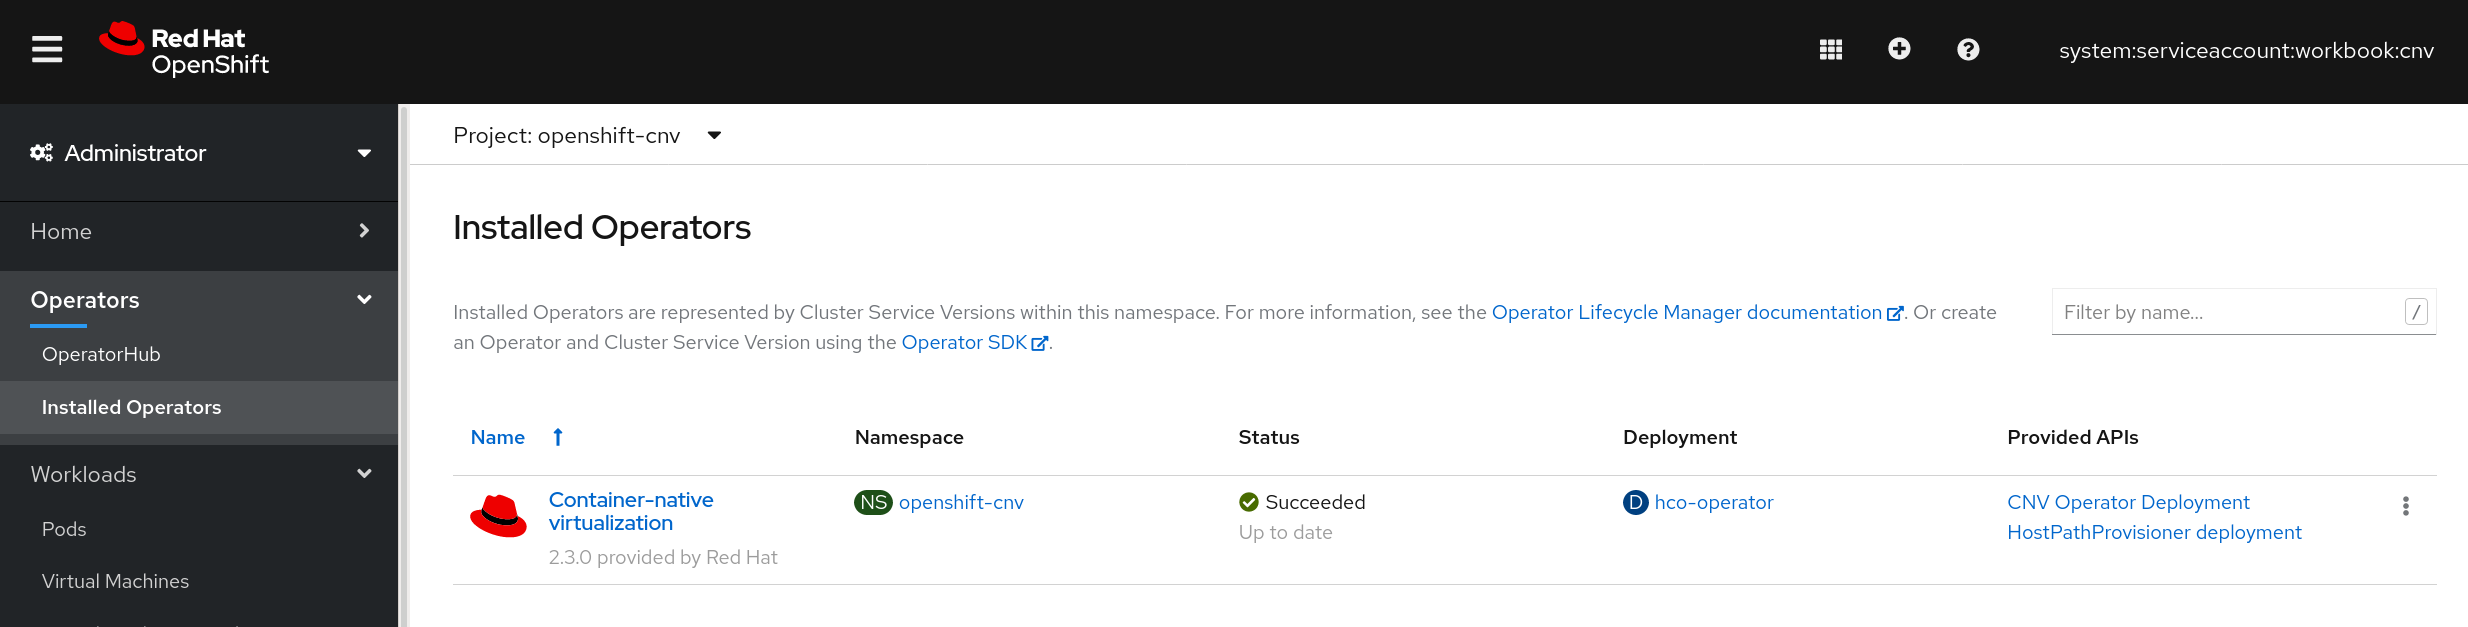 Red Hat
OpenShift
system:serviceaccount:workbook:cnv
Administrator
Project: openshift-cnv
Home
Operators
OperatorHub
Installed Operators
Workloads
Pods
Virtual Machines
Installed Operators
Installed Operators are represented by Cluster Service Versions within this namespace. For more information, see the Operator Lifecycle Manager documentation. Or create
an Operator and Cluster Service Version using the Operator SDK.
Filter by name... /
Name Namespace Status Deployment Provided APIs
Container-native
virtualization
2.3.0 provided by Red Hat
NS openshift-cnv
Succeeded
Up to date
D hco-operator
CNV Operator Deployment
HostPathProvisioner deployment